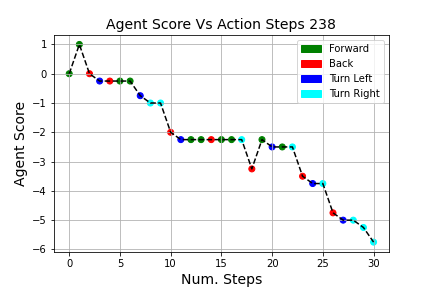 Agent Score Vs Action Steps 238
Forward
Back
Turn Left
Turn Right
Agent Score
1
0
−1
−2
−3
−4
−5
−6
0 5 10 15 20 25 30
Num. Steps